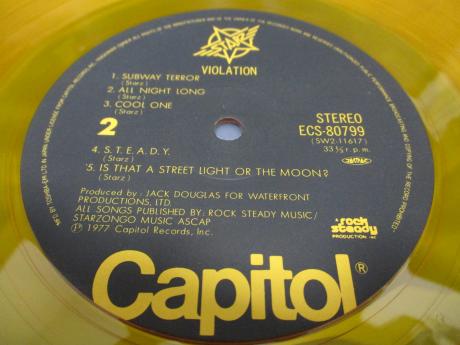 STARZ
VIOLATION
1. SUBWAY TERROR
(Starz)
2. ALL NIGHT LONG
(Starz)
3. COOL ONE
(Starz)
2
STEREO
ECS-80799
(SW2-11617)
33 1/3 r.p.m.
4. S.T.E.A.D.Y.
(Starz)
5. IS THAT A STREET LIGHT OR THE MOON?
(Starz)
Produced by: JACK DOUGLAS FOR WATERFRONT
PRODUCTIONS, LTD.
ALL SONGS PUBLISHED BY: ROCK STEADY MUSIC/
STARZONGO MUSIC ASCAP
Ⓟ 1977 Capitol Records, Inc.
rock
steady
PRODUCTION
Capitol®